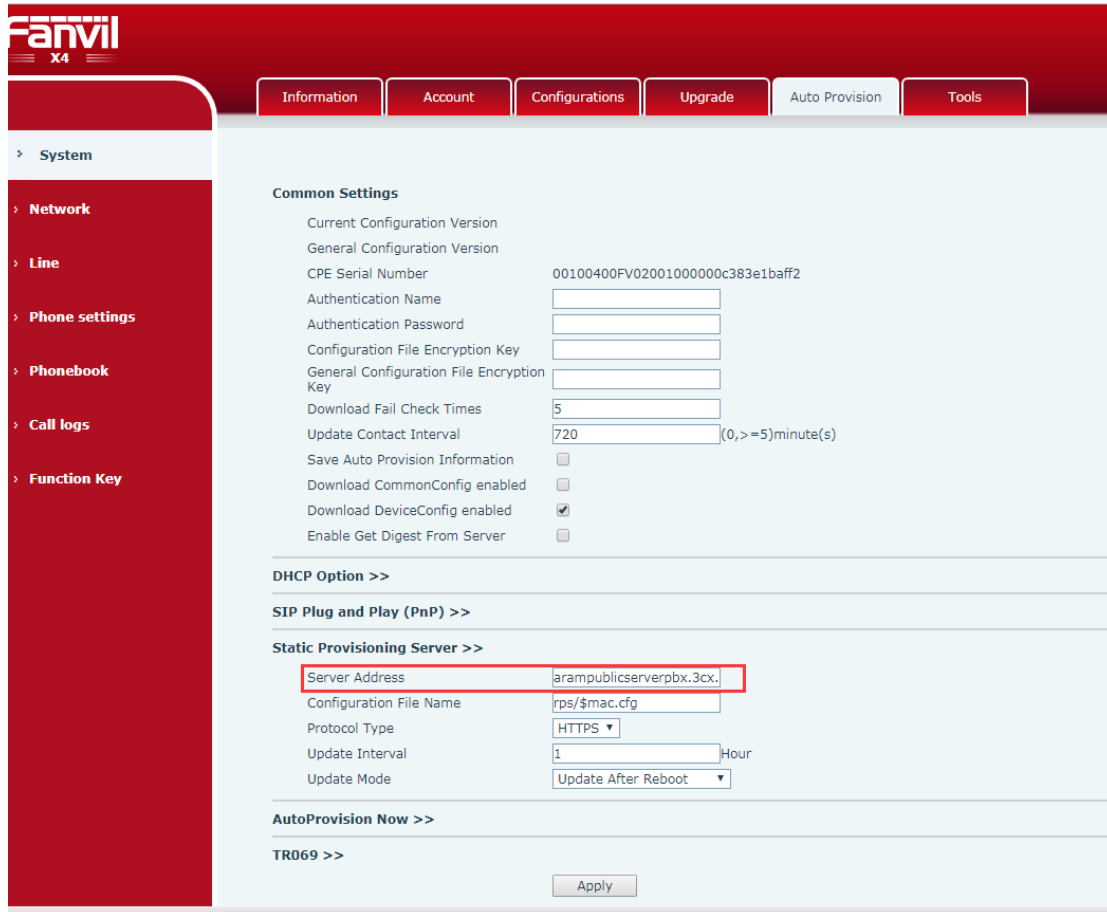 Fanvil
X4
Information Account Configurations Upgrade Auto Provision Tools
› System
› Network
› Line
› Phone settings
› Phonebook
› Call logs
› Function Key
Common Settings
Current Configuration Version
General Configuration Version
CPE Serial Number 00100400FV02001000000c383e1baff2
Authentication Name
Authentication Password
Configuration File Encryption Key
General Configuration File Encryption
Key
Download Fail Check Times 5
Update Contact Interval 720 (0,>=5)minute(s)
Save Auto Provision Information
Download CommonConfig enabled
Download DeviceConfig enabled
Enable Get Digest From Server
DHCP Option >>
SIP Plug and Play (PnP) >>
Static Provisioning Server >>
Server Address arampublicserverpbx.3cx.
Configuration File Name rps/$mac.cfg
Protocol Type HTTPS
Update Interval 1 Hour
Update Mode Update After Reboot
AutoProvision Now >>
TR069 >>
Apply